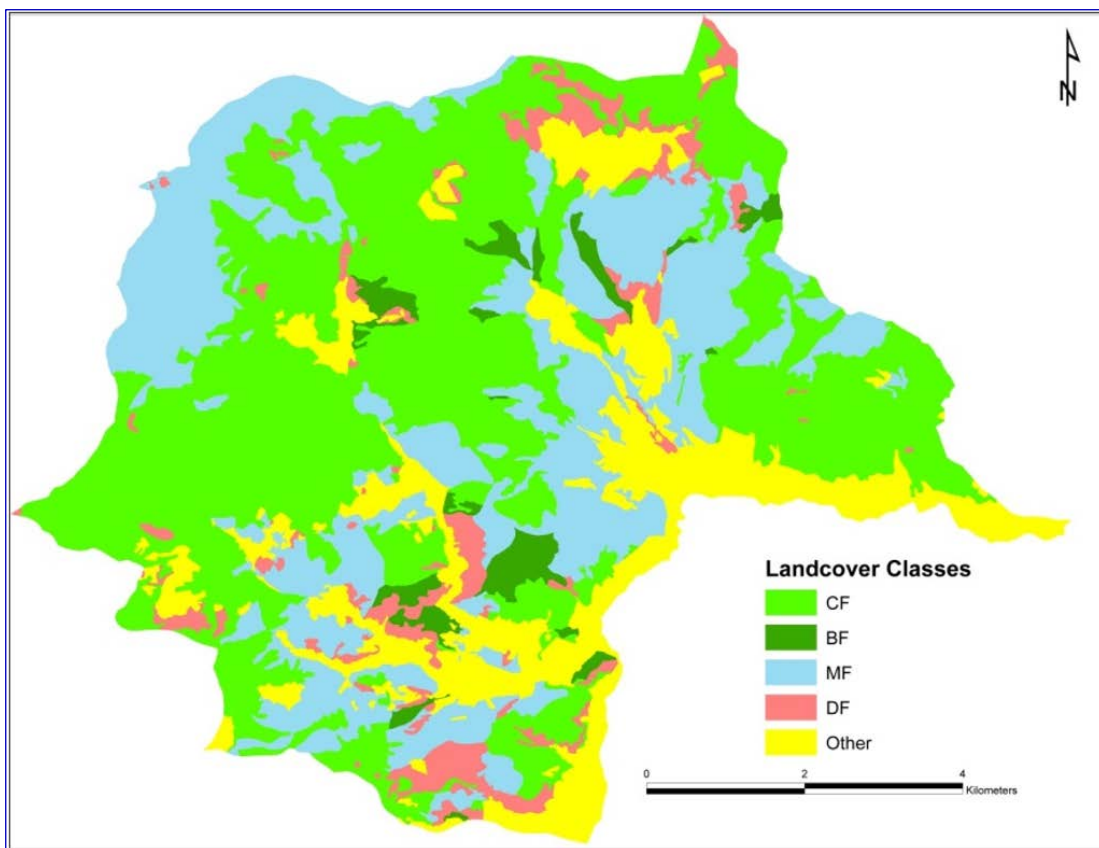 N
Landcover Classes
CF
BF
MF
DF
Other
0 2 4
Kilometers